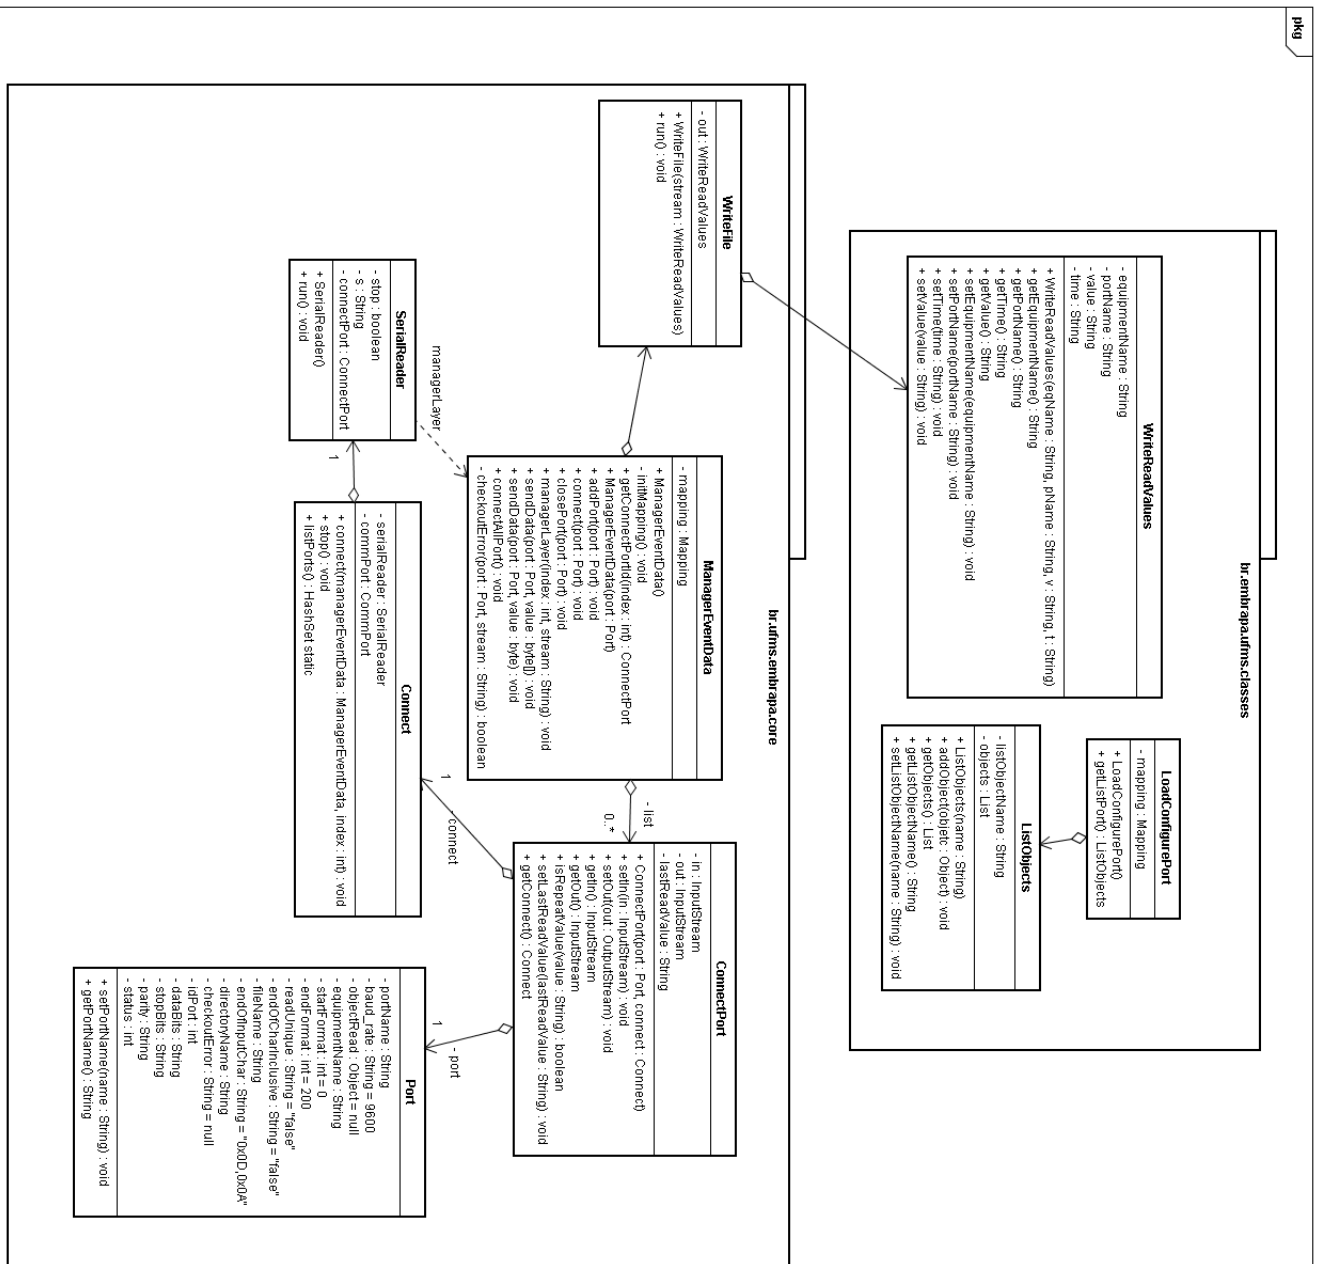 pkg
br.embrapa.ufms.classes
WriteReadValues
- equipmentName : String
- portName : String
- value : String
- time : String
+ WriteReadValues(eqName : String, pName : String, v : String, t : String)
+ getEquipmentName() : String
+ getPortName() : String
+ getTime() : String
+ getValue() : String
+ setEquipmentName(equipmentName : String) : void
+ setPortName(portName : String) : void
+ setTime(time : String) : void
+ setValue(value : String) : void
LoadConfigurePort
- mapping : Mapping
+ LoadConfigurePort()
+ getListPort() : ListObjects
ListObjects
- listObjectName : String
- objects : List
+ ListObjects(name : String)
+ addObject(objetc : Object) : void
+ getObjects() : List
+ getListObjectName() : String
+ setListObjectName(name : String) : void
br.ufms.embrapa.core
WriteFile
- out : WriteReadValues
+ WriteFile(stream : WriteReadValues)
+ run() : void
ManagerEventData
- mapping : Mapping
+ ManagerEventData()
- initMapping() : void
+ getConnectPortId(index : int) : ConnectPort
+ ManagerEventData(port : Port)
+ addPort(port : Port) : void
+ connect(port : Port) : void
+ closePort(port : Port) : void
+ managerLayer(index : int, stream : String) : void
+ sendData(port : Port, value : byte[]) : void
+ sendData(port : Port, value : byte) : void
+ connectAllPort() : void
- checkoutError(port : Port, stream : String) : boolean
- list
0..*
ConnectPort
- in : InputStream
- out : InputStream
- lastReadValue : String
+ ConnectPort(port : Port, connect : Connect)
+ setIn(in : InputStream) : void
+ setOut(out : OutputStream) : void
+ getIn() : InputStream
+ getOut() : InputStream
+ isRepeatValue(value : String) : boolean
+ setLastReadValue(lastReadValue : String) : void
+ getConnect() : Connect
managerLayer
SerialReader
- stop : boolean
- s : String
- connectPort : ConnectPort
+ SerialReader()
+ run() : void
1
Connect
- serialReader : SerialReader
- commPort : CommPort
+ connect(managerEventData : ManagerEventData, index : int) : void
+ stop() : void
+ listPorts() : HashSet static
1
- connect
- port
1
Port
- portName : String
- baud_rate : String = 9600
- objectRead : Object = null
- equipmentName : String
- startFormat : int = 0
- endFormat : int = 200
- readUnique : String = "false"
- endOfCharInclusive : String = "false"
- fileName : String
- endOfInputChar : String = "0x0D,0x0A"
- directoryName : String
- checkoutError : String = null
- idPort : int
- dataBits : String
- stopBits : String
- parity : String
- status : int
+ setPortName(name : String) : void
+ getPortName() : String